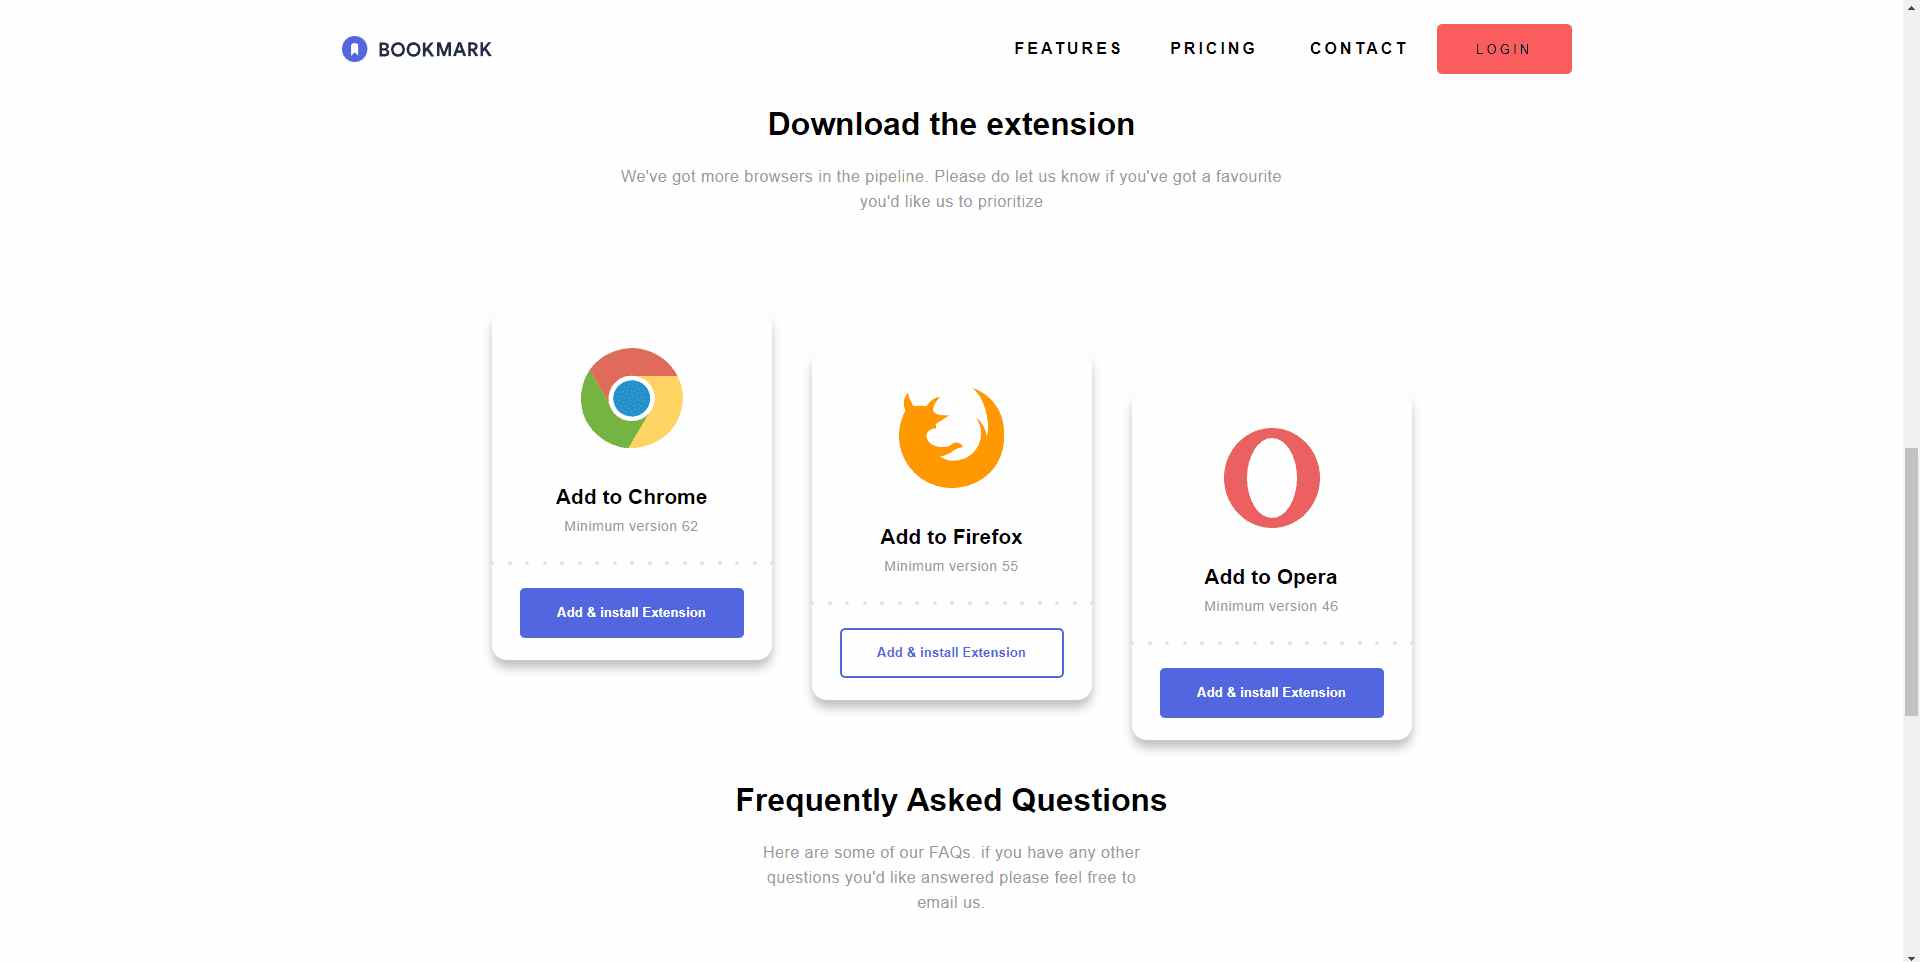 BOOKMARK
FEATURES
PRICING
CONTACT
LOGIN
Download the extension
We've got more browsers in the pipeline. Please do let us know if you've got a favourite
you'd like us to prioritize
Add to Chrome
Minimum version 62
Add & install Extension
Add to Firefox
Minimum version 55
Add & install Extension
Add to Opera
Minimum version 46
Add & install Extension
Frequently Asked Questions
Here are some of our FAQs. if you have any other
questions you'd like answered please feel free to
email us.